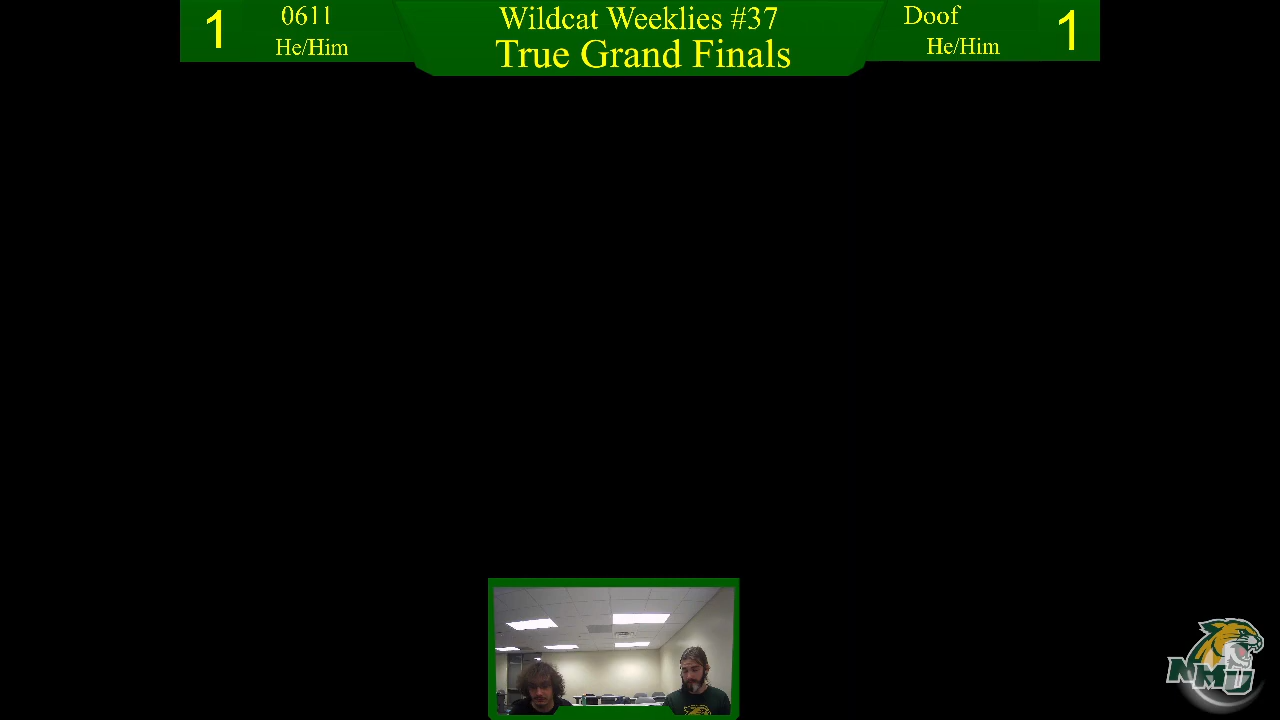 1
0611
He/Him
Wildcat Weeklies #37
True Grand Finals
Doof
He/Him
1
NMU